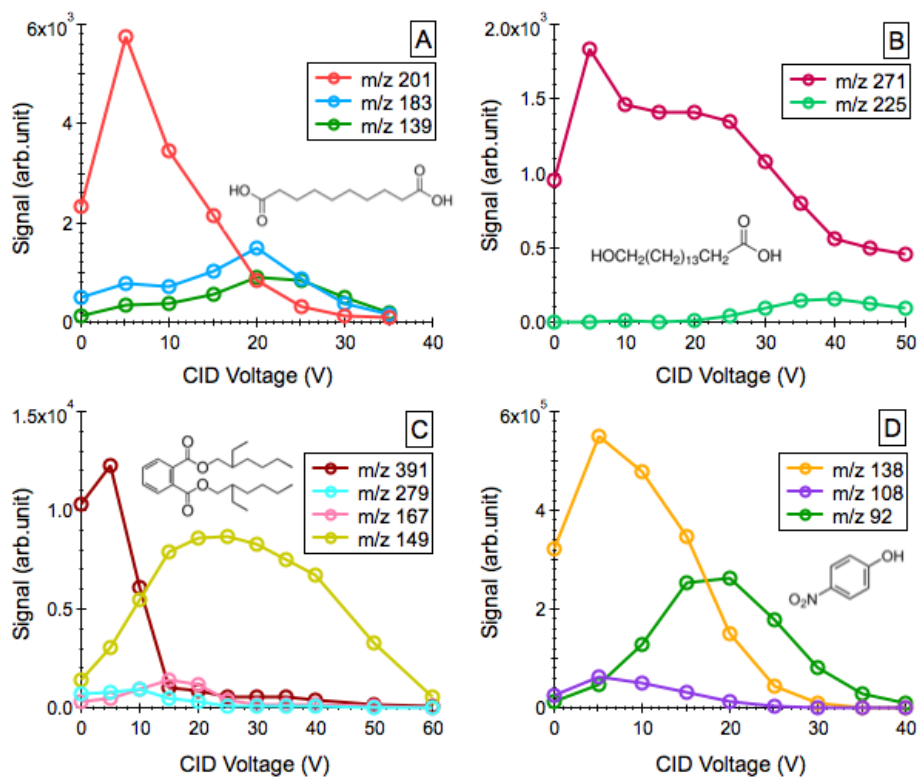 A
6x10³
4
2
0
Signal (arb.unit)
m/z 201
m/z 183
m/z 139
HO
O
O
OH
0 10 20 30 40
CID Voltage (V)
B
2.0x10³
1.5
1.0
0.5
0.0
Signal (arb.unit)
m/z 271
m/z 225
O
HOCH₂(CH₂)₁₃CH₂
OH
0 10 20 30 40 50
CID Voltage (V)
C
1.5x10⁴
1.0
0.5
0.0
Signal (arb.unit)
O
O
O
O
m/z 391
m/z 279
m/z 167
m/z 149
0 10 20 30 40 50 60
CID Voltage (V)
D
6x10⁵
4
2
0
Signal (arb.unit)
m/z 138
m/z 108
m/z 92
OH
O₂N
0 10 20 30 40
CID Voltage (V)